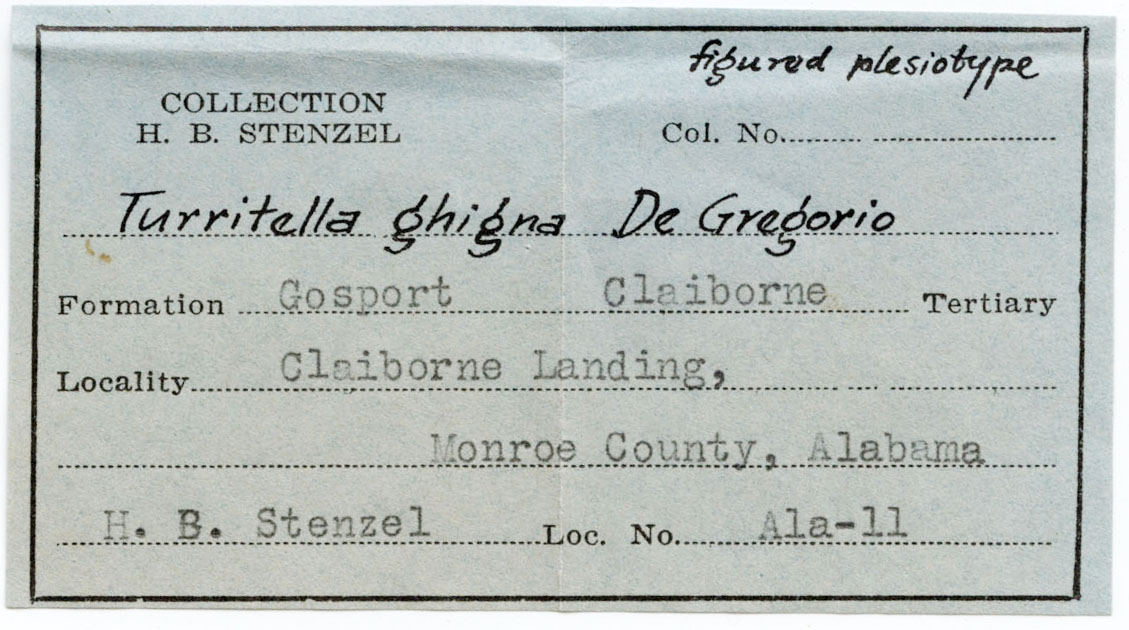 figured plesiotype
COLLECTION
H. B. STENZEL
Col. No.
Turritella ghigna De Gregorio
Formation Gosport Claiborne Tertiary
Locality Claiborne Landing,
Monroe County, Alabama
H. B. Stenzel Loc. No. Ala-11